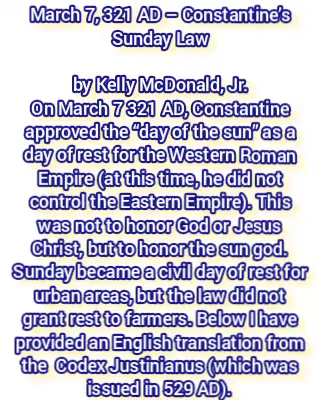 March 7, 321 AD – Constantine's
Sunday Law
by Kelly McDonald, Jr.
On March 7 321 AD, Constantine
approved the "day of the sun" as a
day of rest for the Western Roman
Empire (at this time, he did not
control the Eastern Empire). This
was not to honor God or Jesus
Christ, but to honor the sun god.
Sunday became a civil day of rest for
urban areas, but the law did not
grant rest to farmers. Below I have
provided an English translation from
the Codex Justinianus (which was
issued in 529 AD).